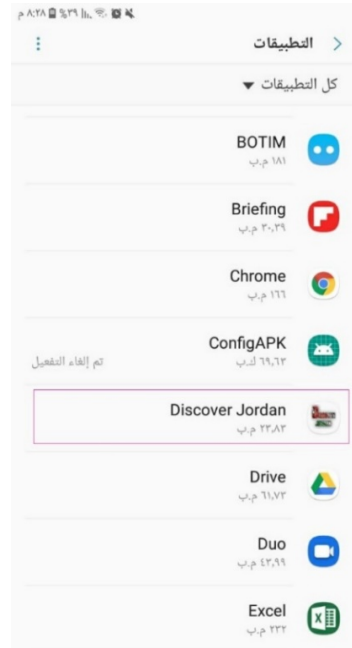 م ٨:٢٨ %٣٩
التطبيقات
كل التطبيقات
BOTIM
١٨١ م.ب
Briefing
٣٠,٣٩ م.ب
Chrome
١٦٦ م.ب
ConfigAPK
٦٩,٦٣ ك.ب
تم إلغاء التفعيل
Discover Jordan
٢٣,٨٣ م.ب
Drive
٦١,٧٣ م.ب
Duo
٤٣,٩٩ م.ب
Excel
٢٣٢ م.ب